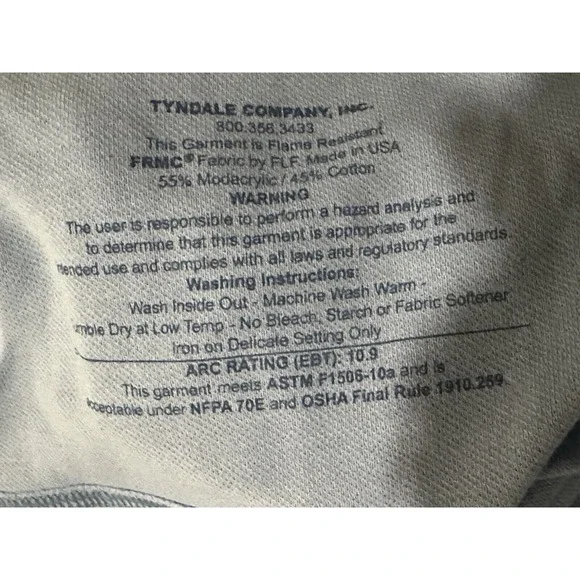 TYNDALE COMPANY, INC.
800.356.3433
This Garment is Flame Resistant
FRMC® Fabric by FLF. Made in USA
55% Modacrylic / 45% Cotton
WARNING
The user is responsible to perform a hazard analysis and
to determine that this garment is appropriate for the
tended use and complies with all laws and regulatory standards.
Washing Instructions:
Wash Inside Out - Machine Wash Warm -
mble Dry at Low Temp - No Bleach, Starch or Fabric Softener
Iron on Delicate Setting Only
ARC RATING (EBT): 10.9
This garment meets ASTM F1506-10a and is
cceptable under NFPA 70E and OSHA Final Rule 1910.269.